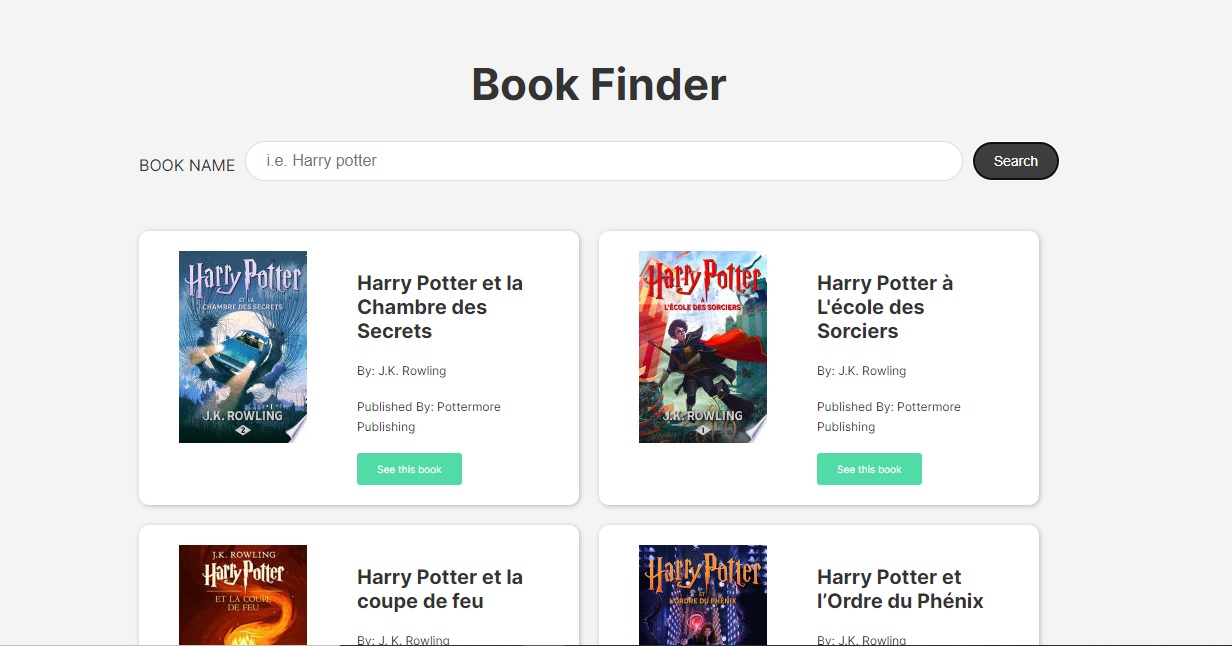 Book Finder
BOOK NAME
i.e. Harry potter
Search
Harry Potter
ET LA
CHAMBRE DES SECRETS
J.K. ROWLING
2
Harry Potter et la
Chambre des
Secrets
By: J.K. Rowling
Published By: Pottermore
Publishing
See this book
Harry Potter
À
L'ÉCOLE DES SORCIERS
J.K. ROWLING
1
Harry Potter à
L'école des
Sorciers
By: J.K. Rowling
Published By: Pottermore
Publishing
See this book
J.K. ROWLING
Harry Potter
ET LA COUPE
DE FEU
Harry Potter et la
coupe de feu
By: J. K. Rowling
Harry Potter
ET
L'ORDRE DU PHÉNIX
Harry Potter et
l’Ordre du Phénix
By: J.K. Rowling